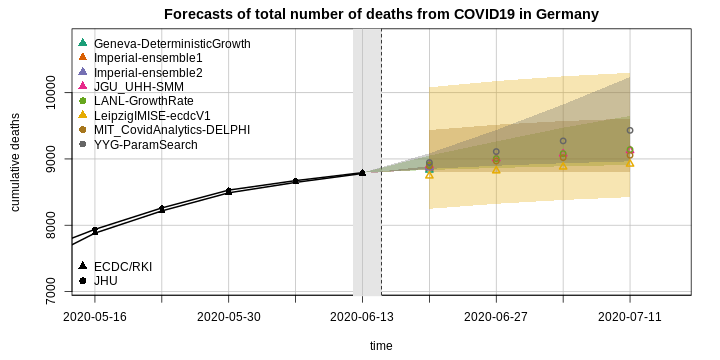 Forecasts of total number of deaths from COVID19 in Germany
cumulative deaths
10000
9000
8000
7000
Geneva-DeterministicGrowth
Imperial-ensemble1
Imperial-ensemble2
JGU_UHH-SMM
LANL-GrowthRate
LeipzigIMISE-ecdcV1
MIT_CovidAnalytics-DELPHI
YYG-ParamSearch
ECDC/RKI
JHU
2020-05-16
2020-05-30
2020-06-13
2020-06-27
2020-07-11
time